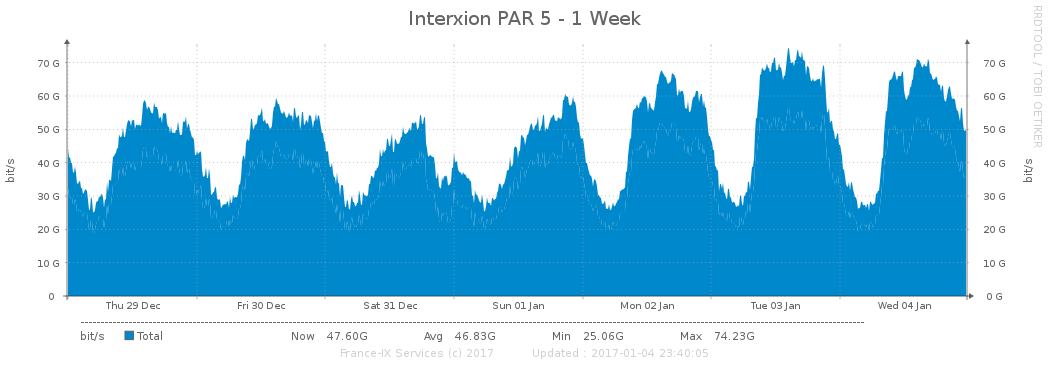 Interxion PAR 5 - 1 Week
RRDTOOL / TOBI OETIKER
bit/s
70 G
60 G
50 G
40 G
30 G
20 G
10 G
0
70 G
60 G
50 G
40 G
30 G
20 G
10 G
0 G
bit/s
Thu 29 Dec Fri 30 Dec Sat 31 Dec Sun 01 Jan Mon 02 Jan Tue 03 Jan Wed 04 Jan
bit/s Total Now 47.60G Avg 46.83G Min 25.06G Max 74.23G
France-IX Services (c) 2017 Updated : 2017-01-04 23:40:05